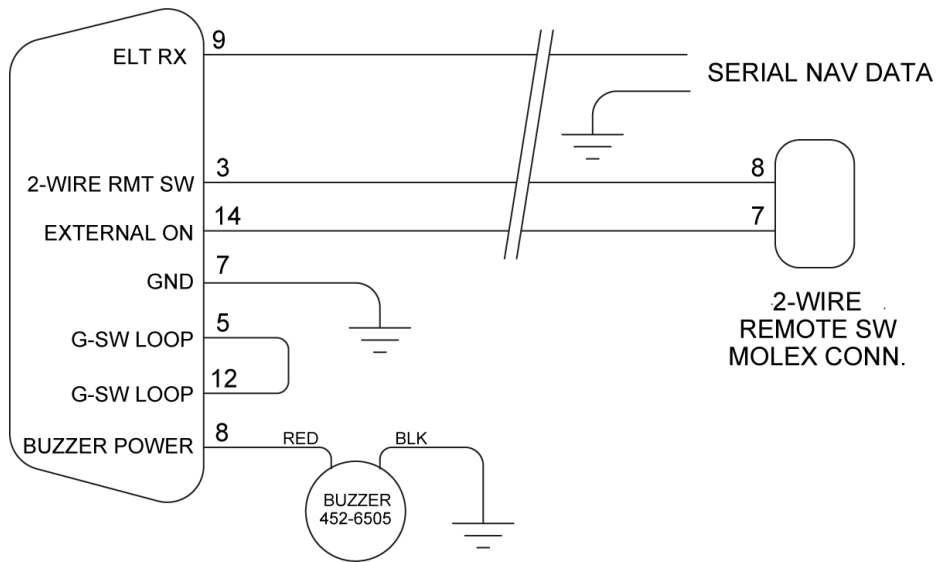 ELT RX
9
SERIAL NAV DATA
2-WIRE RMT SW
3
8
EXTERNAL ON
14
7
GND
7
2-WIRE
REMOTE SW
MOLEX CONN.
G-SW LOOP
5
G-SW LOOP
12
BUZZER POWER
8
RED
BLK
BUZZER
452-6505